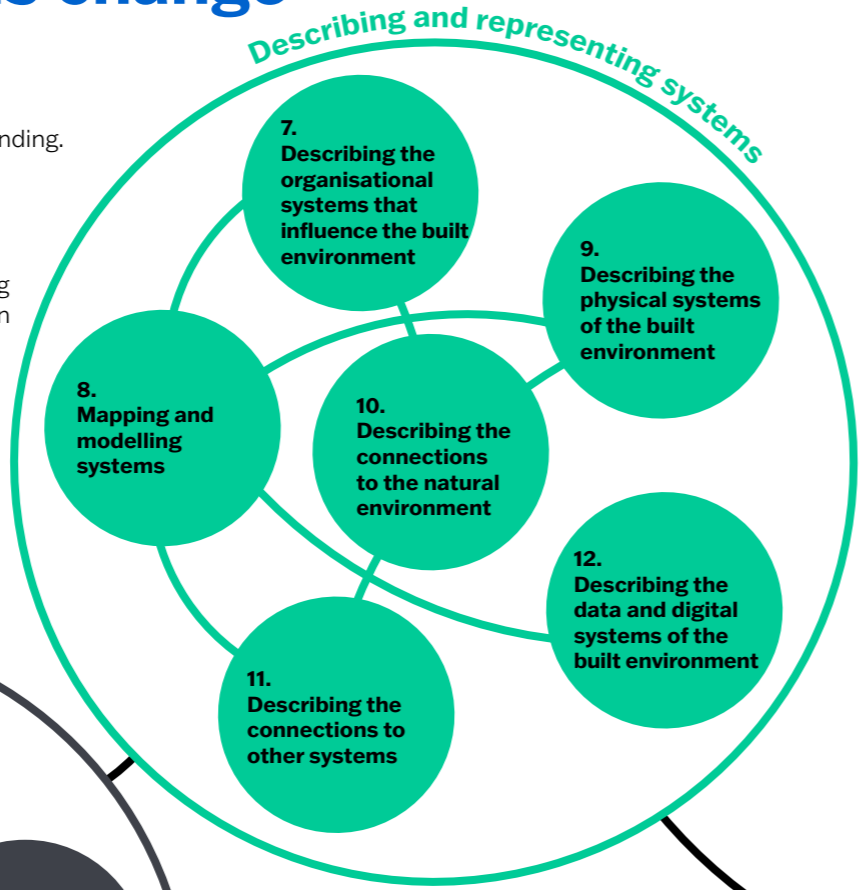 change
Describing and representing systems
nding.
g
n
7.
Describing the
organisational
systems that
influence the built
environment
9.
Describing the
physical systems
of the built
environment
8.
Mapping and
modelling
systems
10.
Describing the
connections
to the natural
environment
12.
Describing the
data and digital
systems of the
built environment
11.
Describing the
connections to
other systems